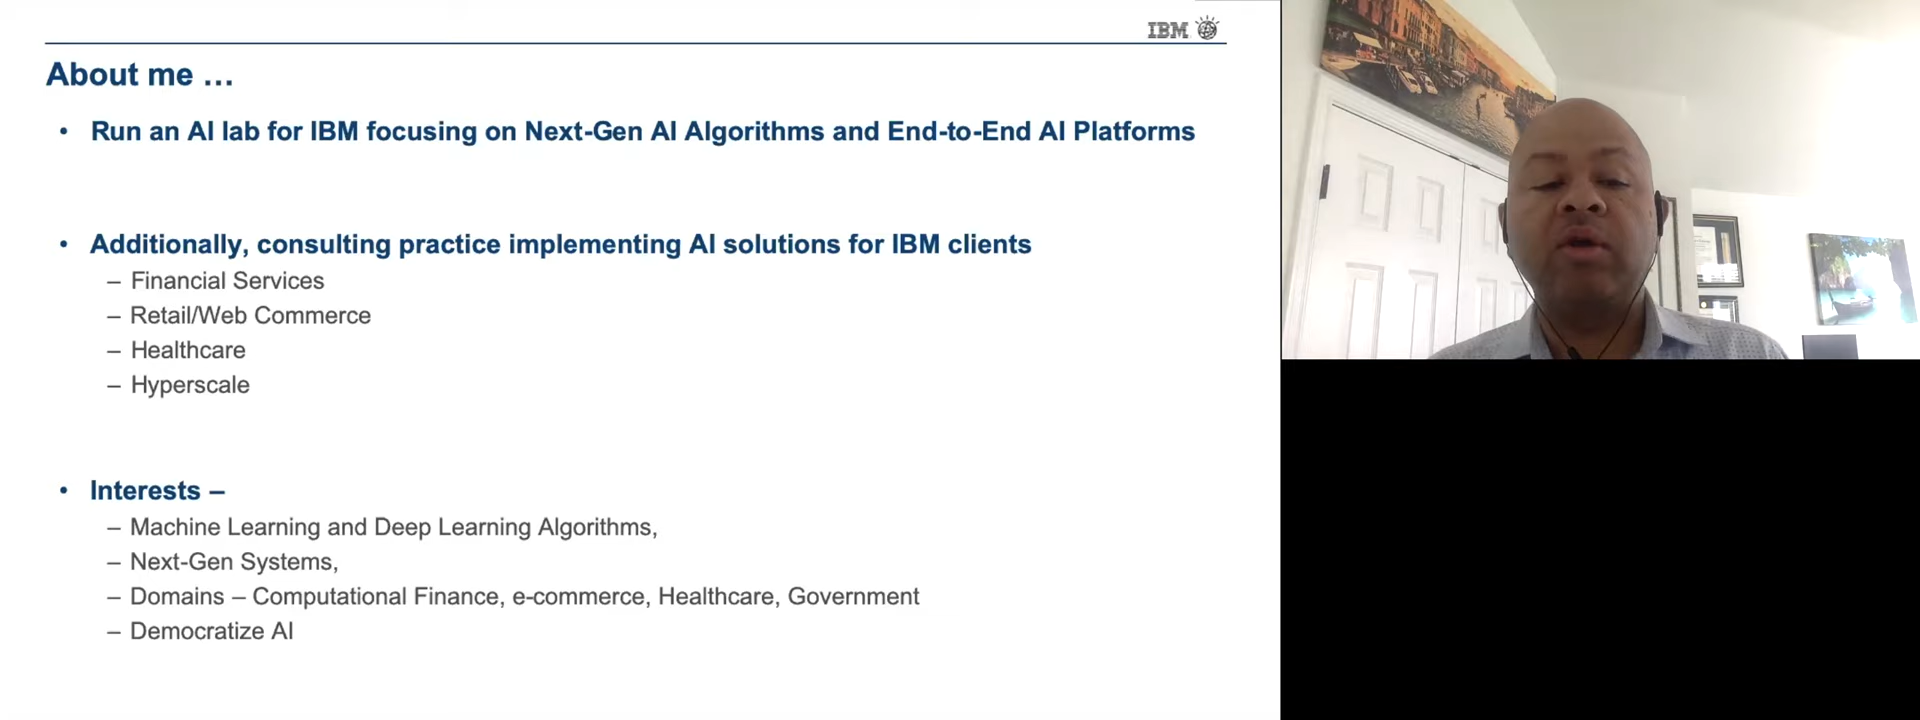 IBM
About me …
• Run an AI lab for IBM focusing on Next-Gen AI Algorithms and End-to-End AI Platforms
• Additionally, consulting practice implementing AI solutions for IBM clients
– Financial Services
– Retail/Web Commerce
– Healthcare
– Hyperscale
• Interests –
– Machine Learning and Deep Learning Algorithms,
– Next-Gen Systems,
– Domains – Computational Finance, e-commerce, Healthcare, Government
– Democratize AI